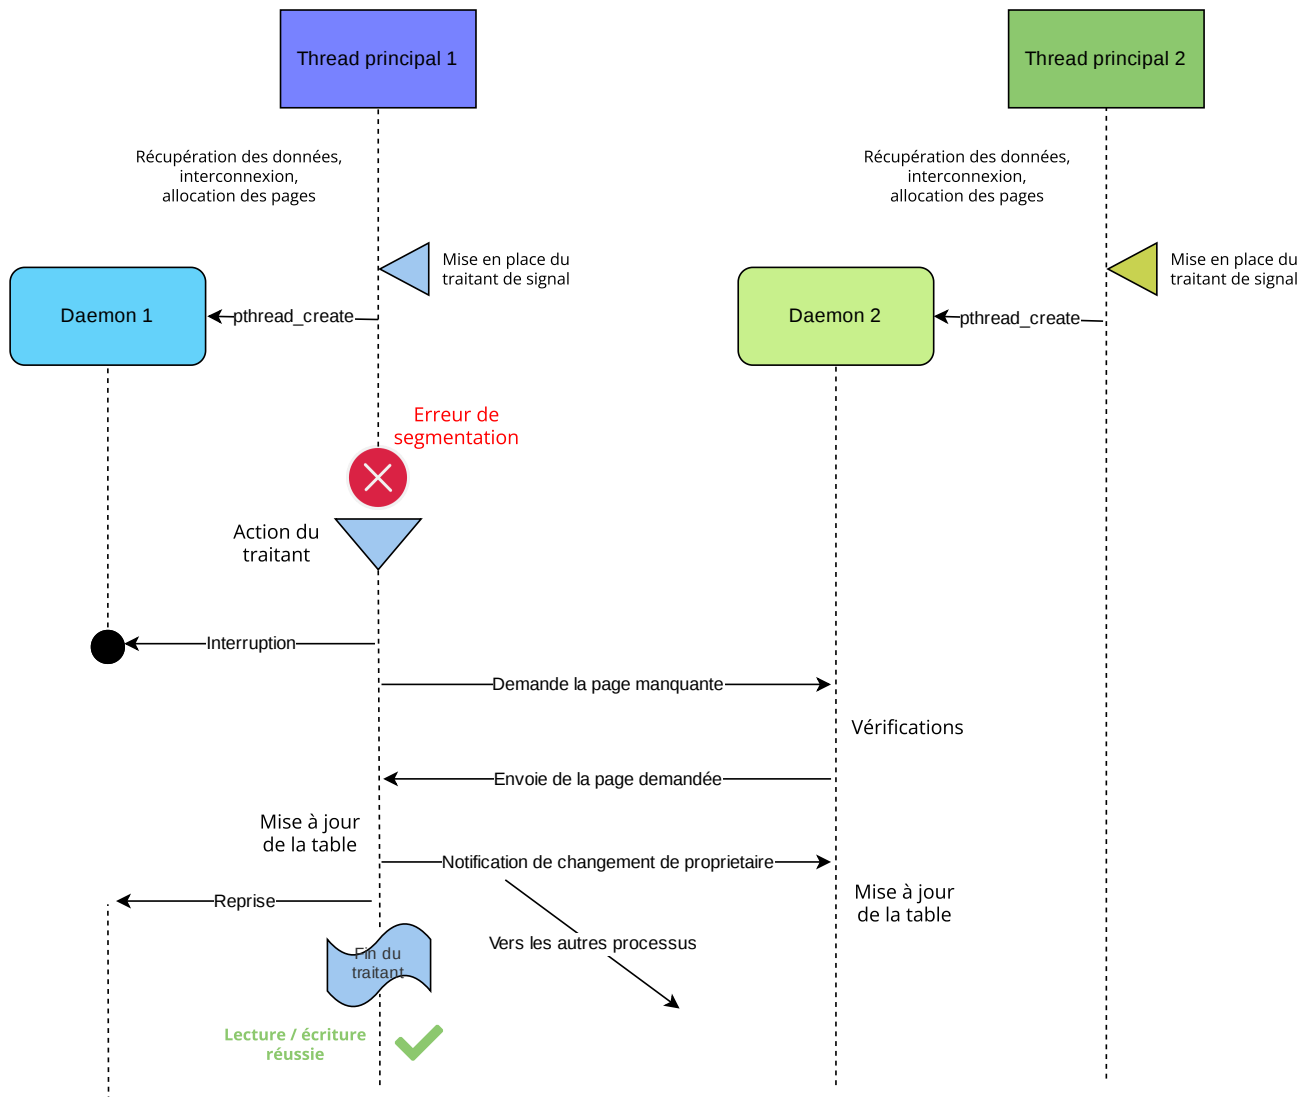 Thread principal 1
Thread principal 2
Récupération des données,
interconnexion,
allocation des pages
Récupération des données,
interconnexion,
allocation des pages
Mise en place du
traitant de signal
Mise en place du
traitant de signal
Daemon 1
pthread_create
Daemon 2
pthread_create
Erreur de
segmentation
Action du
traitant
Interruption
Demande la page manquante
Vérifications
Envoie de la page demandée
Mise à jour
de la table
Notification de changement de proprietaire
Mise à jour
de la table
Reprise
Vers les autres processus
Fin du
traitant
Lecture / écriture
réussie